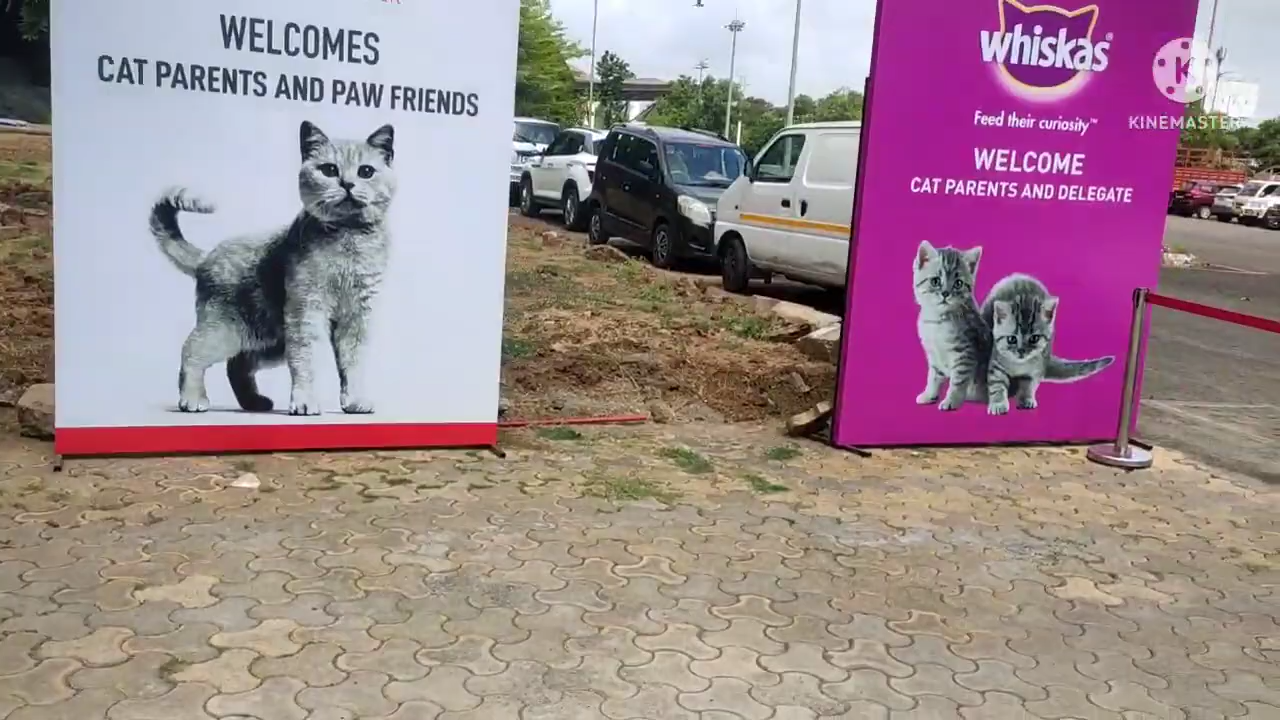 WELCOMES
CAT PARENTS AND PAW FRIENDS
whiskas®
Feed their curiosity™
WELCOME
CAT PARENTS AND DELEGATE
K
KINEMASTER